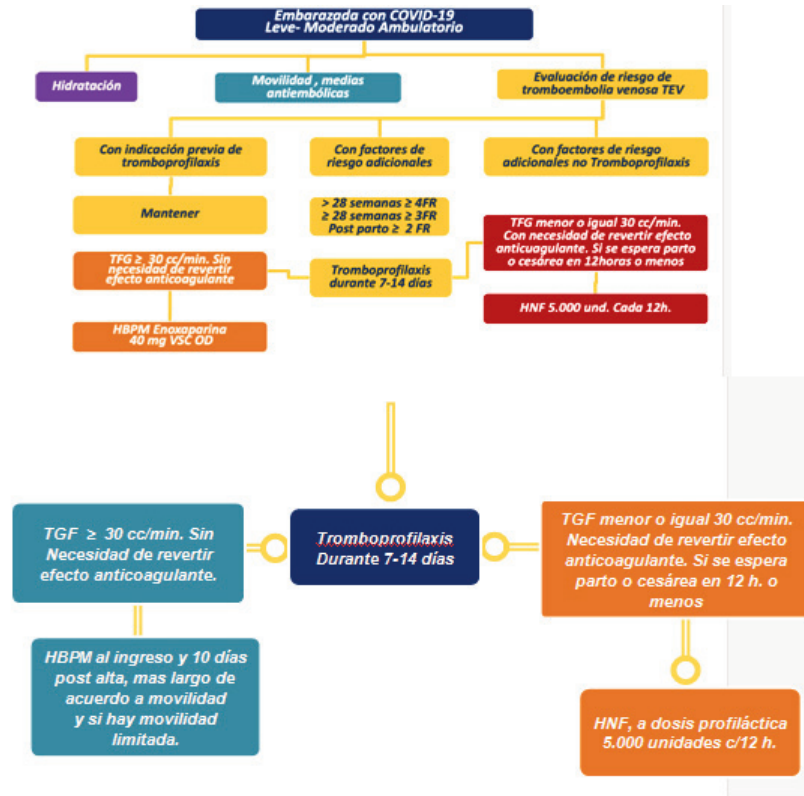 Embarazada con COVID-19
Leve- Moderado Ambulatorio
Hidratación
Movilidad , medias
antiembólicas
Evaluación de riesgo de
tromboembolia venosa TEV
Con indicación previa de
tromboprofilaxis
Con factores de
riesgo adicionales
Con factores de riesgo
adicionales no Tromboprofilaxis
Mantener
> 28 semanas ≥ 4FR
≥ 28 semanas ≥ 3FR
Post parto ≥ 2 FR
TFG menor o igual 30 cc/min.
Con necesidad de revertir efecto
anticoagulante. Si se espera parto
o cesárea en 12horas o menos
TFG ≥ 30 cc/min. Sin
necesidad de revertir
efecto anticoagulante
Tromboprofilaxis
durante 7-14 días
HNF 5.000 und. Cada 12h.
HBPM Enoxaparina
40 mg VSC OD
TGF ≥ 30 cc/min. Sin
Necesidad de revertir
efecto anticoagulante.
Tromboprofilaxis
Durante 7-14 días
TGF menor o igual 30 cc/min.
Necesidad de revertir efecto
anticoagulante. Si se espera
parto o cesárea en 12 h. o
menos
HBPM al ingreso y 10 días
post alta, mas largo de
acuerdo a movilidad
y si hay movilidad
limitada.
HNF, a dosis profiláctica
5.000 unidades c/12 h.